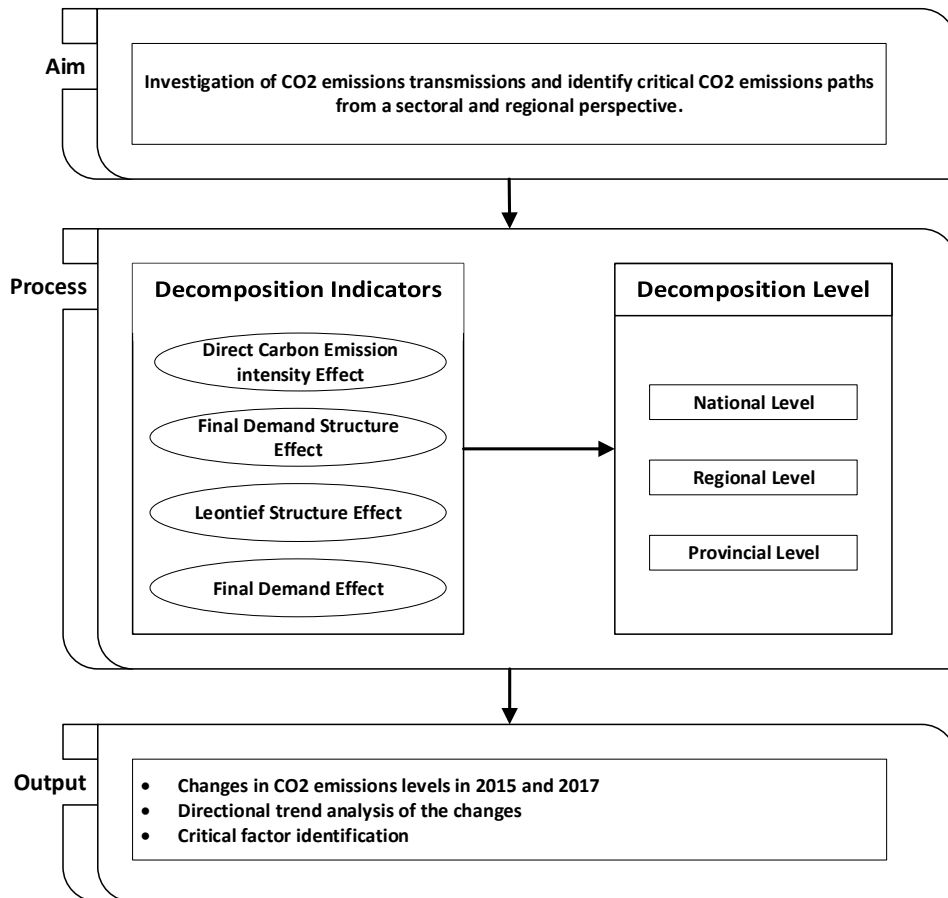 Aim
Investigation of CO2 emissions transmissions and identify critical CO2 emissions paths
from a sectoral and regional perspective.
Process
Decomposition Indicators
Direct Carbon Emission
intensity Effect
Final Demand Structure
Effect
Leontief Structure Effect
Final Demand Effect
Decomposition Level
National Level
Regional Level
Provincial Level
Output
• Changes in CO2 emissions levels in 2015 and 2017
• Directional trend analysis of the changes
• Critical factor identification